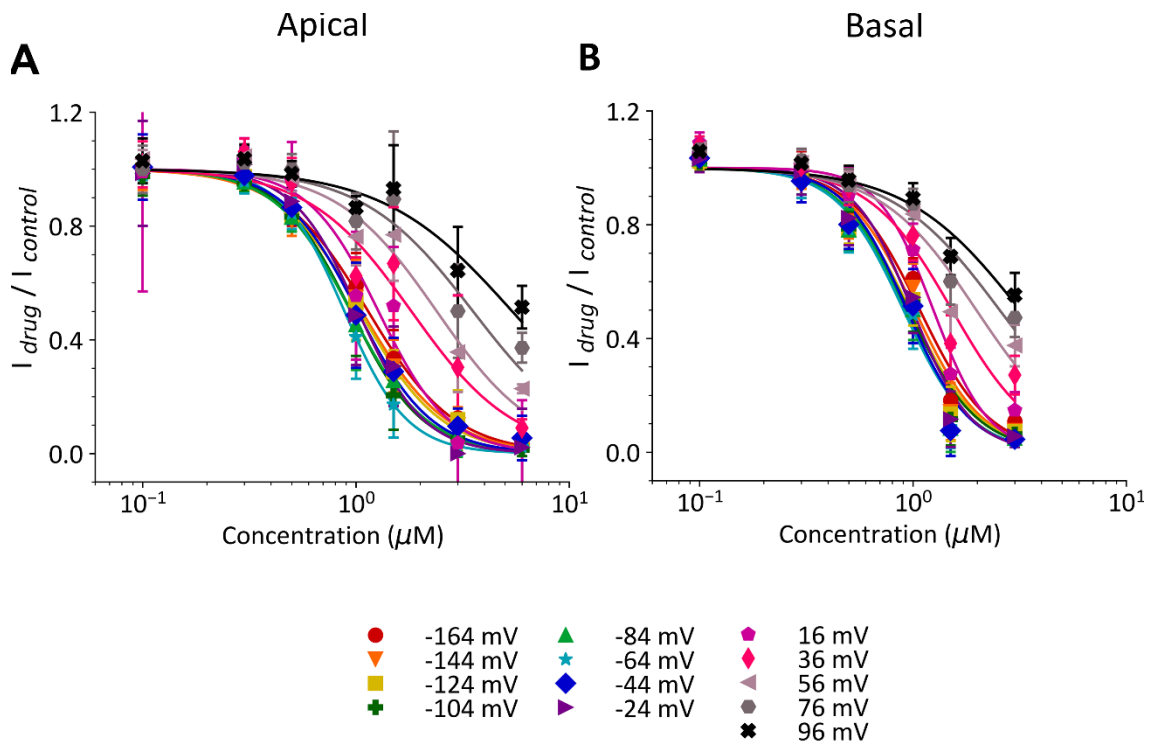 Apical
Basal
A
B
1.2
0.8
0.4
0.0
I drug / I control
10⁻¹
10⁰
10¹
Concentration (μM)
1.2
0.8
0.4
0.0
I drug / I control
10⁻¹
10⁰
10¹
Concentration (μM)
-164 mV
-144 mV
-124 mV
-104 mV
-84 mV
-64 mV
-44 mV
-24 mV
16 mV
36 mV
56 mV
76 mV
96 mV